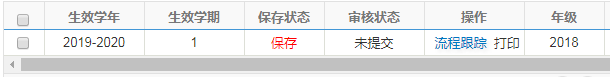 生效学年 生效学期 保存状态 审核状态 操作 年级
2019-2020 1 保存 未提交 流程跟踪 打印 2018